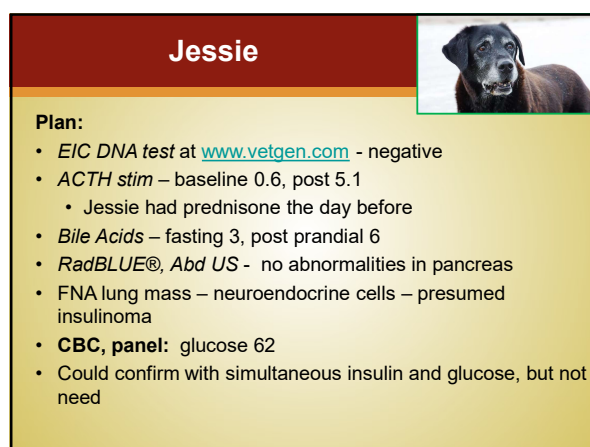 Jessie
Plan:
• EIC DNA test at www.vetgen.com - negative
• ACTH stim – baseline 0.6, post 5.1
• Jessie had prednisone the day before
• Bile Acids – fasting 3, post prandial 6
• RadBLUE®, Abd US - no abnormalities in pancreas
• FNA lung mass – neuroendocrine cells – presumed
insulinoma
• CBC, panel: glucose 62
• Could confirm with simultaneous insulin and glucose, but not
need